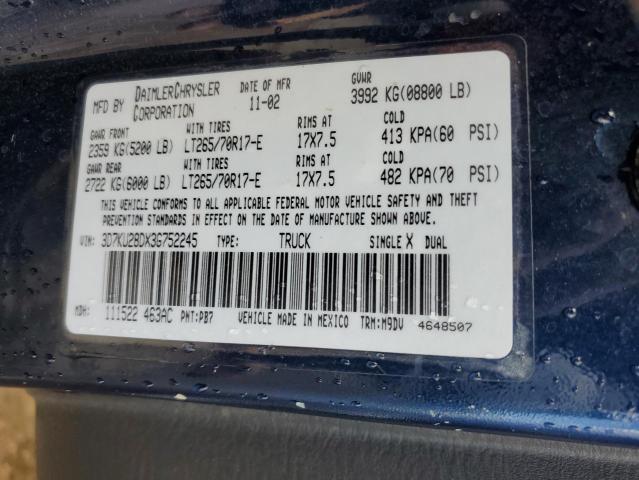 MFD BY DAIMLERCHRYSLER CORPORATION DATE OF MFR 11-02 GVWR 3992 KG(08800 LB)
GAWR FRONT WITH TIRES RIMS AT COLD
2359 KG(5200 LB) LT265/70R17-E 17X7.5 413 KPA(60 PSI)
GAWR REAR WITH TIRES RIMS AT COLD
2722 KG(6000 LB) LT265/70R17-E 17X7.5 482 KPA(70 PSI)
THIS VEHICLE CONFORMS TO ALL APPLICABLE FEDERAL MOTOR VEHICLE SAFETY AND THEFT
PREVENTION STANDARDS IN EFFECT ON THE DATE OF MANUFACTURE SHOWN ABOVE.
VIN: 3D7KU28DX3G752245 TYPE: TRUCK SINGLE X DUAL
MDH: 111522 463AC PNT:PB7 VEHICLE MADE IN MEXICO TRM:M9DV 4648507